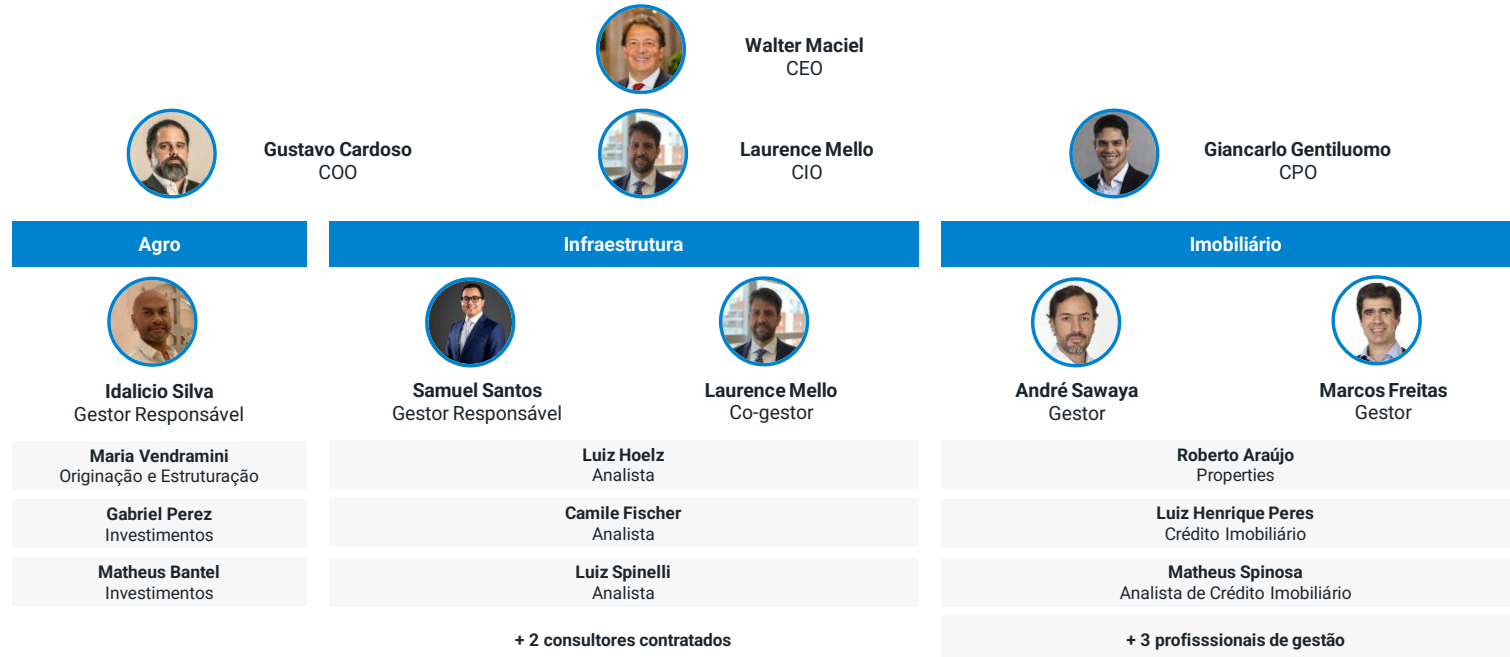 Walter Maciel
CEO
Gustavo Cardoso
COO
Laurence Mello
CIO
Giancarlo Gentiluomo
CPO
Agro
Idalicio Silva
Gestor Responsável
Maria Vendramini
Originação e Estruturação
Gabriel Perez
Investimentos
Matheus Bantel
Investimentos
Infraestrutura
Samuel Santos
Gestor Responsável
Laurence Mello
Co-gestor
Luiz Hoelz
Analista
Camile Fischer
Analista
Luiz Spinelli
Analista
+ 2 consultores contratados
Imobiliário
André Sawaya
Gestor
Marcos Freitas
Gestor
Roberto Araújo
Properties
Luiz Henrique Peres
Crédito Imobiliário
Matheus Spinosa
Analista de Crédito Imobiliário
+ 3 profisssionais de gestão